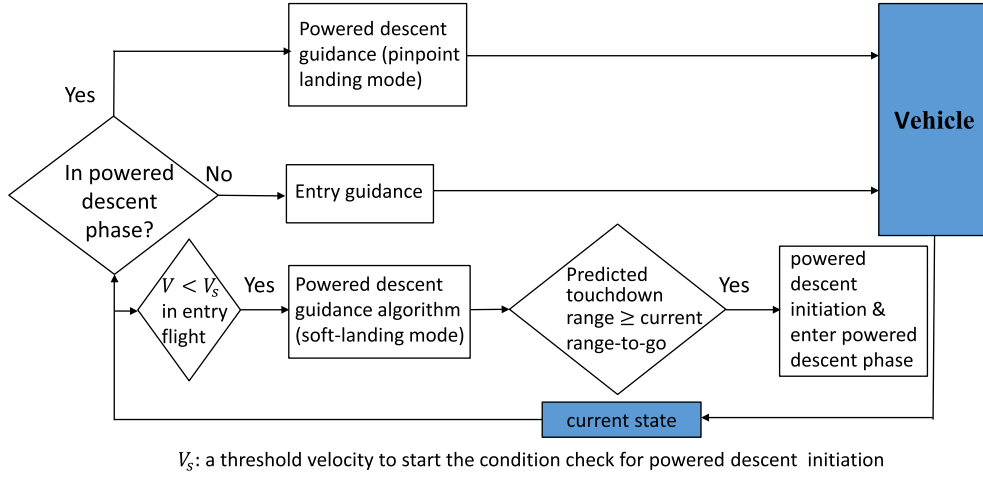 Powered descent
guidance (pinpoint
landing mode)
Yes
Vehicle
In powered
descent
phase?
No
Entry guidance
V < Vₛ
in entry
flight
Yes
Powered descent
guidance algorithm
(soft-landing mode)
Predicted
touchdown
range ≥ current
range-to-go
Yes
powered
descent
initiation &
enter powered
descent phase
current state
Vₛ: a threshold velocity to start the condition check for powered descent initiation